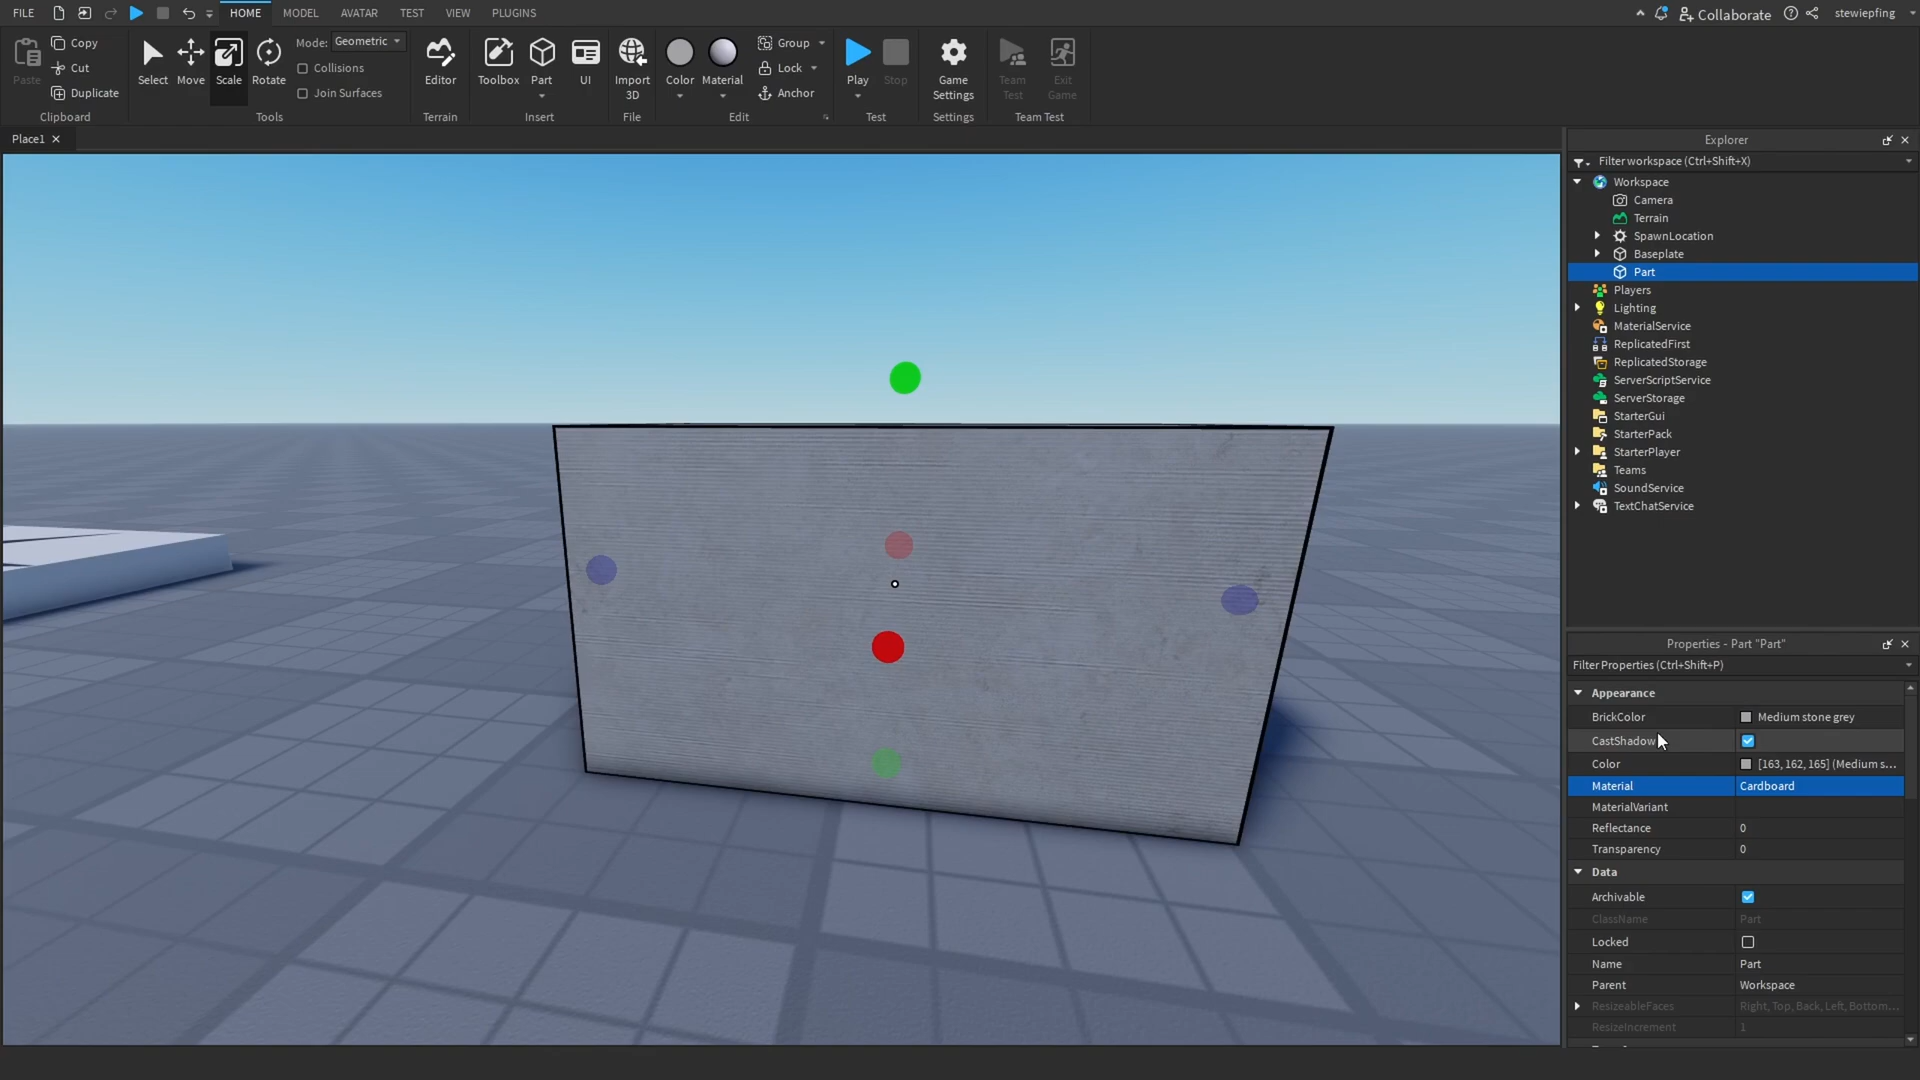 FILE
HOME
MODEL
AVATAR
TEST
VIEW
PLUGINS
Collaborate
stewiepfing
Paste
Copy
Cut
Duplicate
Clipboard
Select
Move
Scale
Rotate
Mode: Geometric
Collisions
Join Surfaces
Tools
Editor
Terrain
Toolbox
Part
UI
Insert
Import
3D
File
Color
Material
Group
Lock
Anchor
Edit
Play
Stop
Test
Game
Settings
Settings
Team
Test
Exit
Game
Team Test
Place1
Explorer
Filter workspace (Ctrl+Shift+X)
Workspace
Camera
Terrain
SpawnLocation
Baseplate
Part
Players
Lighting
MaterialService
ReplicatedFirst
ReplicatedStorage
ServerScriptService
ServerStorage
StarterGui
StarterPack
StarterPlayer
Teams
SoundService
TextChatService
Properties - Part "Part"
Filter Properties (Ctrl+Shift+P)
Appearance
BrickColor Medium stone grey
CastShadow
Color [163, 162, 165] (Medium s...
Material Cardboard
MaterialVariant
Reflectance 0
Transparency 0
Data
Archivable
ClassName Part
Locked
Name Part
Parent Workspace
ResizeableFaces Right, Top, Back, Left, Bottom...
ResizeIncrement 1